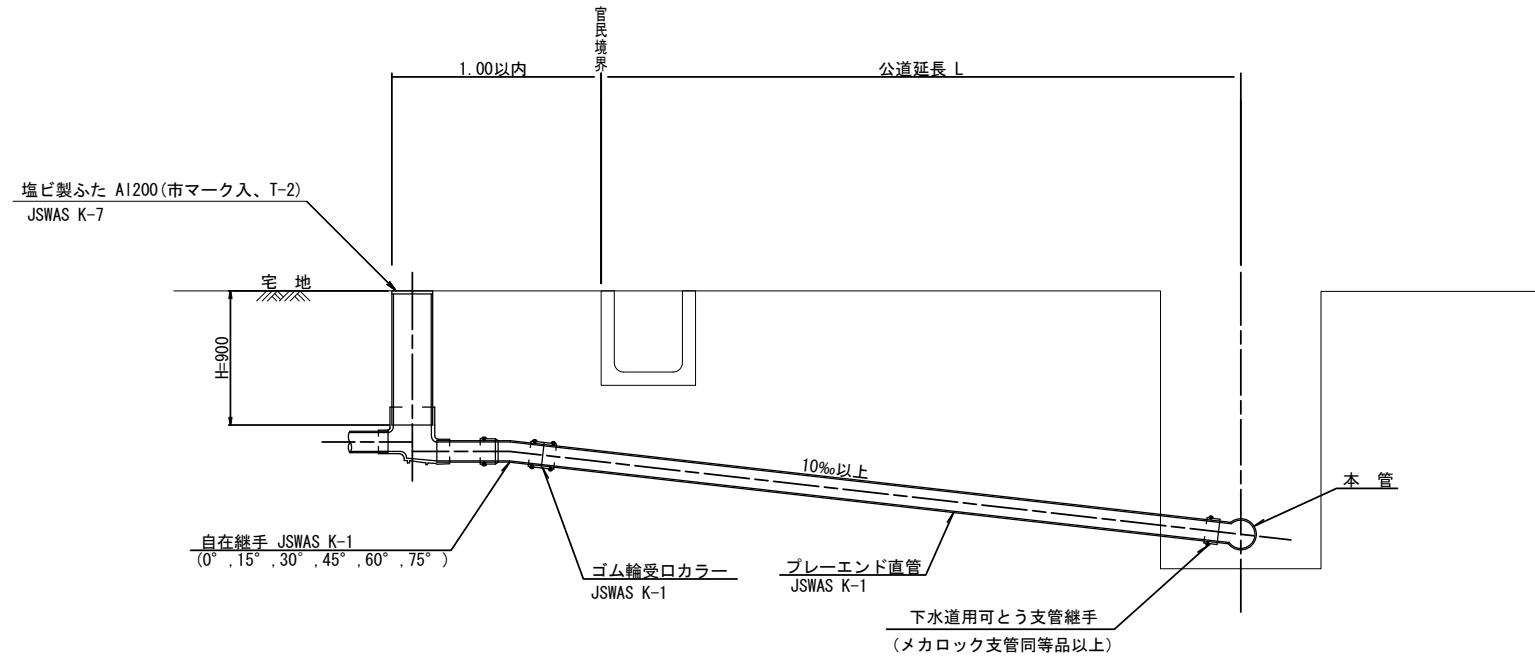 官民境界
1.00以内
公道延長 L
塩ビ製ふた AI200(市マーク入、T-2)
JSWAS K-7
宅 地
H=900
10‰以上
本 管
自在継手 JSWAS K-1
(0°,15°,30°,45°,60°,75°)
ゴム輪受口カラー
JSWAS K-1
プレーエンド直管
JSWAS K-1
下水道用可とう支管継手
(メカロック支管同等品以上)